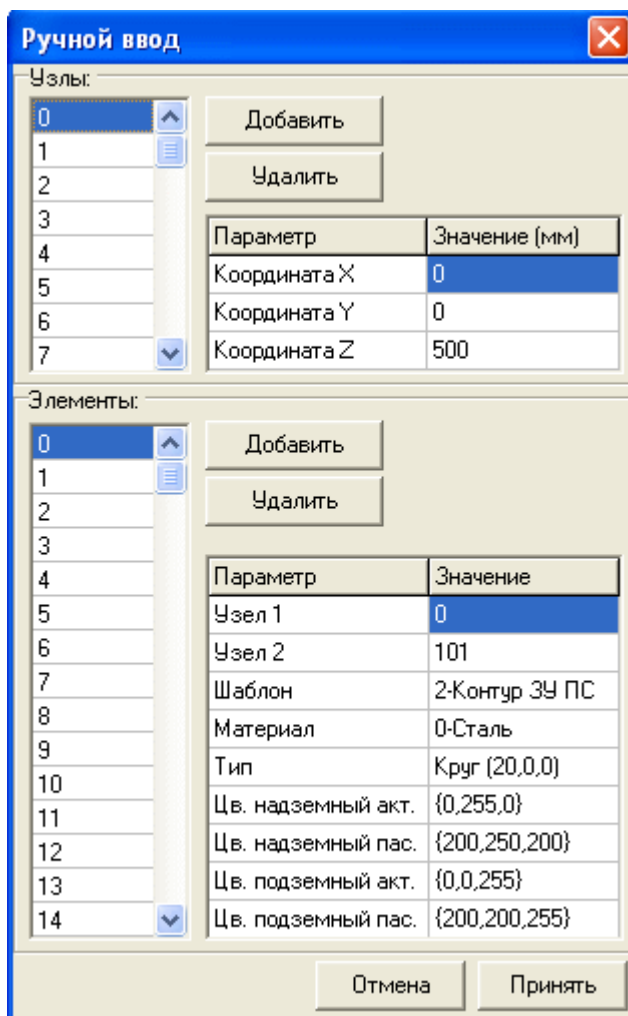 Ручной ввод
Узлы:
0
1
2
3
4
5
6
7
Добавить
Удалить
Параметр Значение (мм)
Координата X 0
Координата Y 0
Координата Z 500
Элементы:
0
1
2
3
4
5
6
7
8
9
10
11
12
13
14
Добавить
Удалить
Параметр Значение
Узел 1 0
Узел 2 101
Шаблон 2-Контур ЗУ ПС
Материал 0-Сталь
Тип Круг (20,0,0)
Цв. надземный акт. {0,255,0}
Цв. надземный пас. {200,250,200}
Цв. подземный акт. {0,0,255}
Цв. подземный пас. {200,200,255}
Отмена Принять